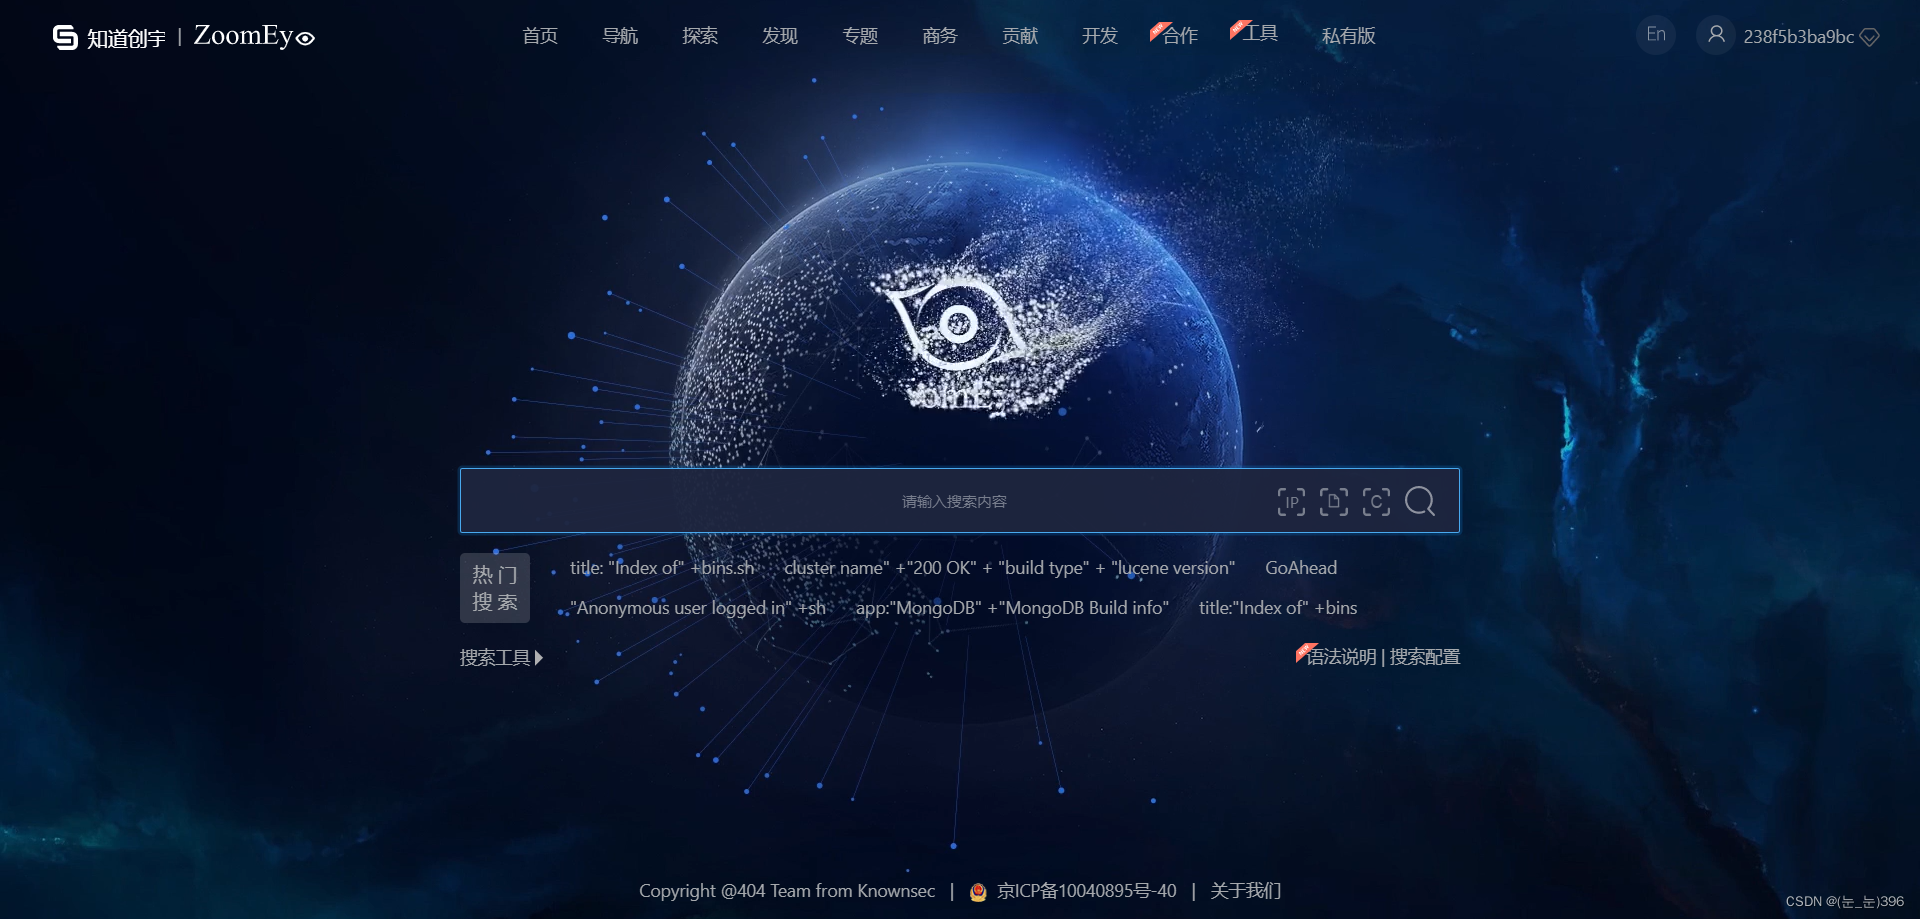 知道创宇 | ZoomEy
首页 导航 探索 发现 专题 商务 贡献 开发 合作 工具 私有版
En 238f5b3ba9bc
请输入搜索内容
IP C
热门
搜索
title: "Index of" +bins.sh cluster name" +"200 OK" + "build type" + "lucene version" GoAhead
"Anonymous user logged in" +sh app:"MongoDB" +"MongoDB Build info" title:"Index of" +bins
搜索工具
语法说明 | 搜索配置
Copyright @404 Team from Knownsec | 京ICP备10040895号-40 | 关于我们
CSDN @(눈_눈)396